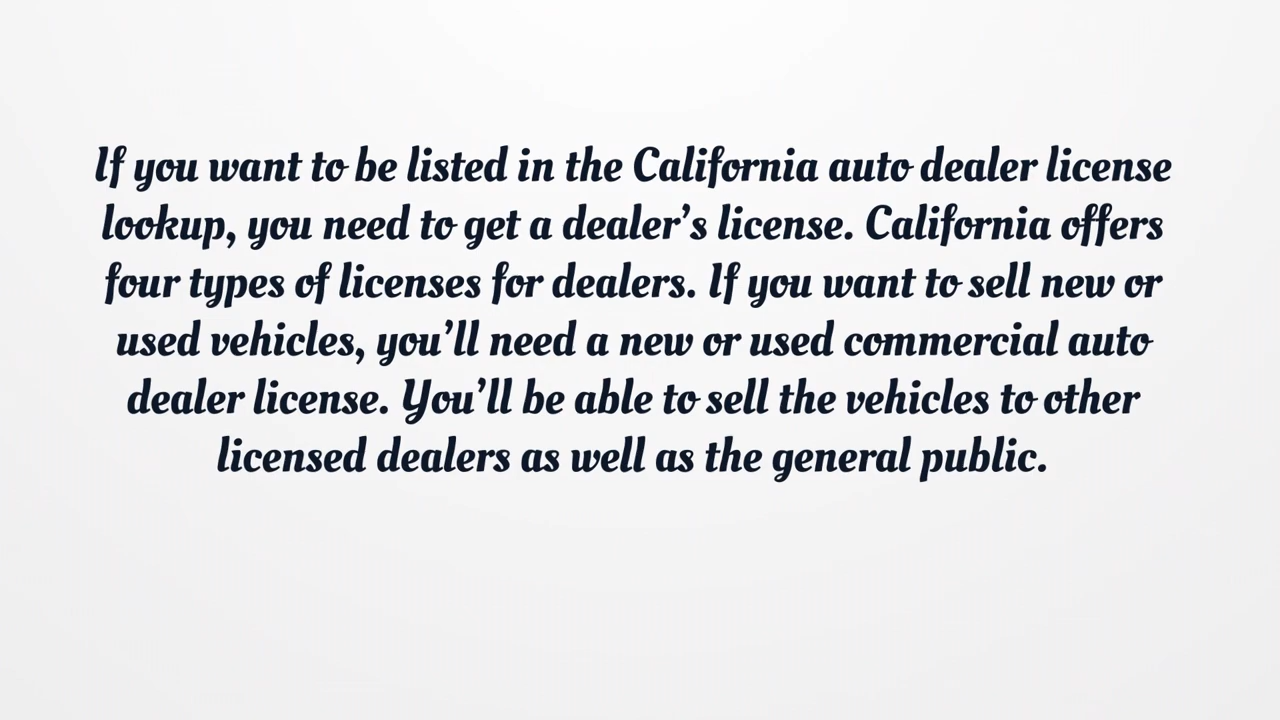 If you want to be listed in the California auto dealer license
lookup, you need to get a dealer’s license. California offers
four types of licenses for dealers. If you want to sell new or
used vehicles, you’ll need a new or used commercial auto
dealer license. You’ll be able to sell the vehicles to other
licensed dealers as well as the general public.